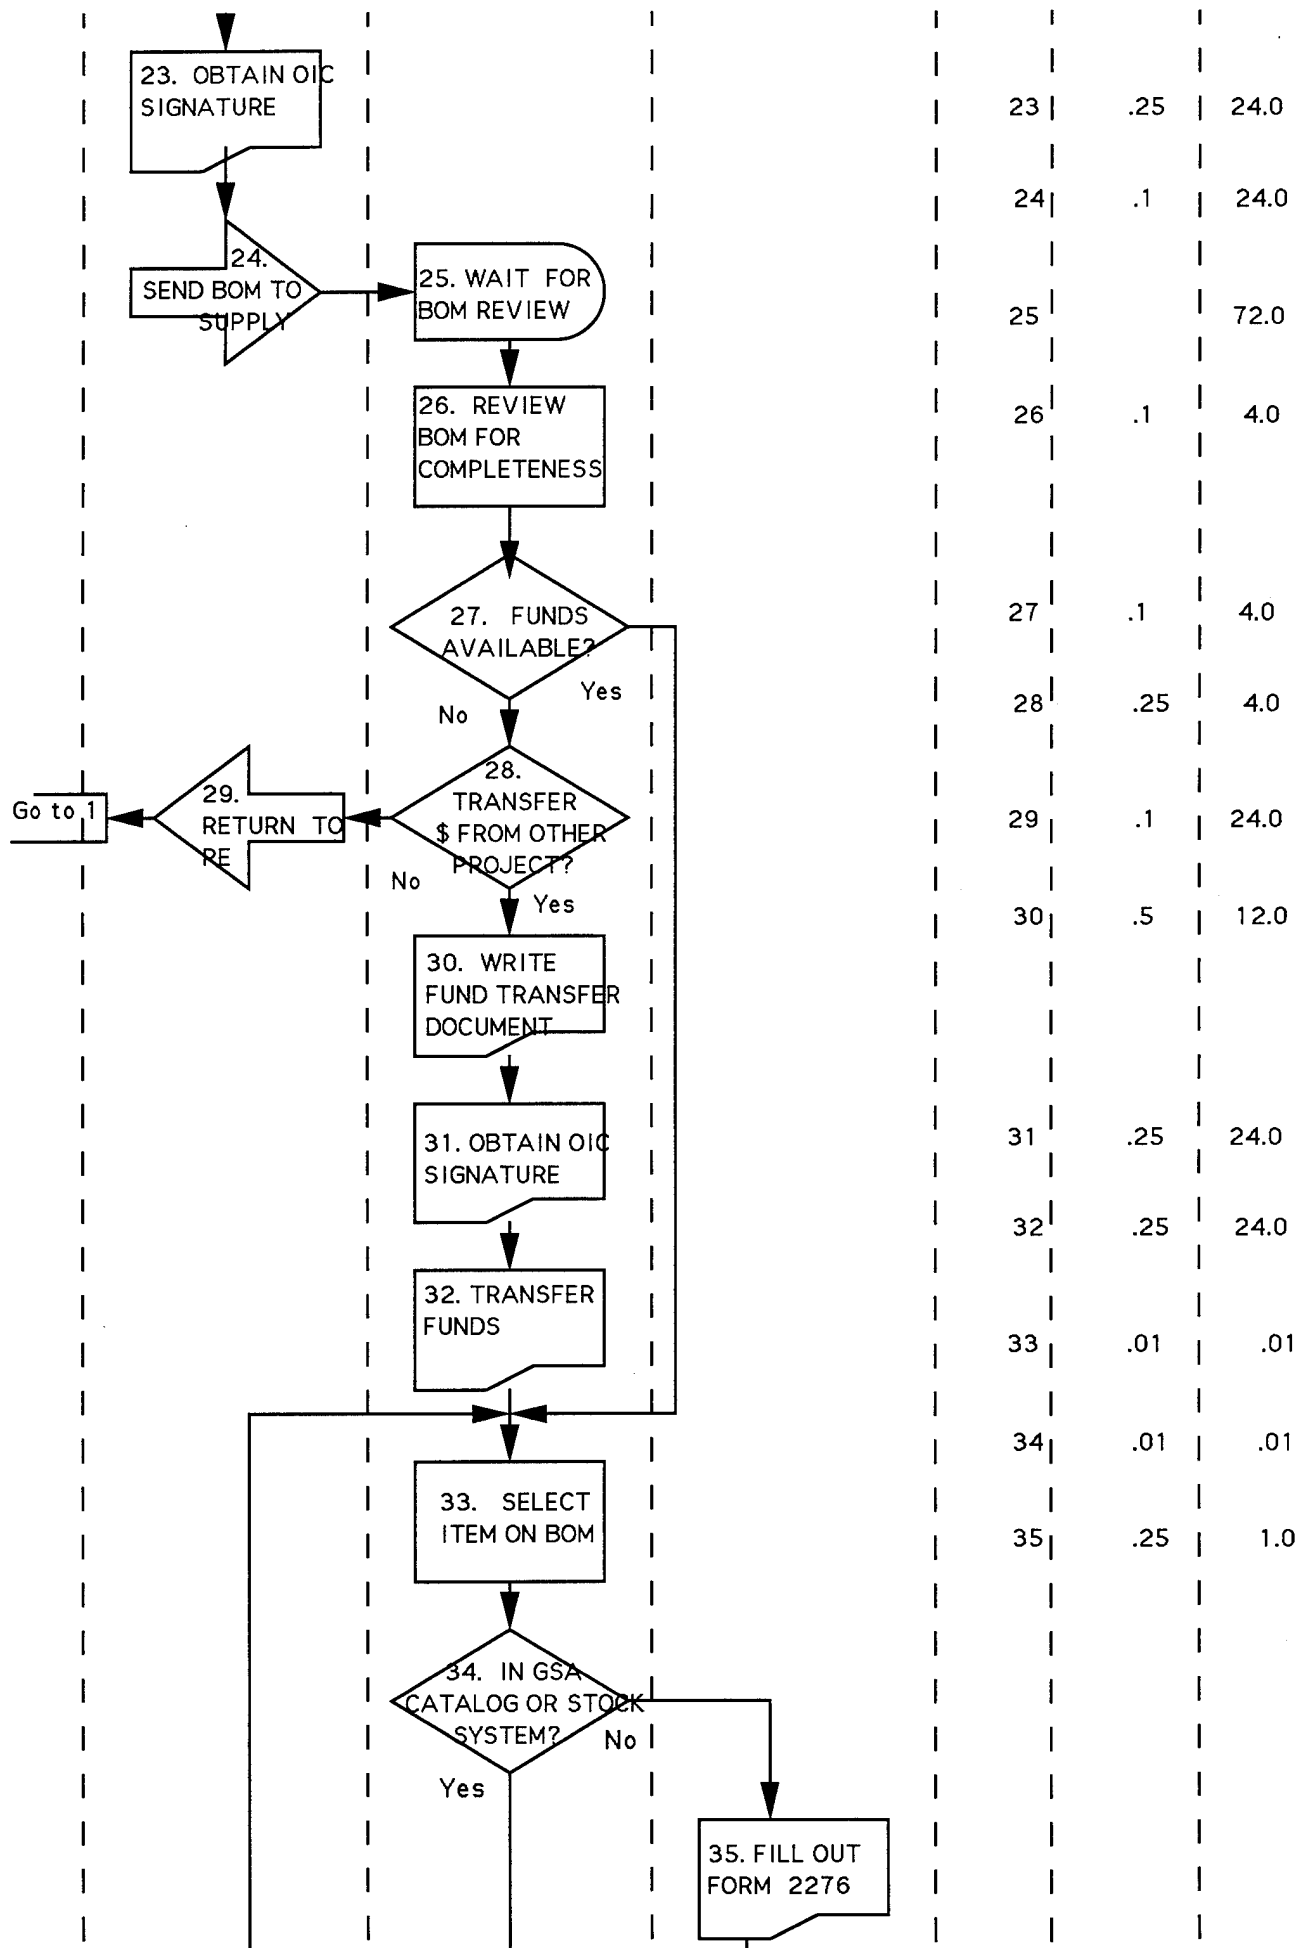 23. OBTAIN OIC
SIGNATURE
23 .25 24.0
24 .1 24.0
24.
SEND BOM TO
SUPPLY
25. WAIT FOR
BOM REVIEW
25 72.0
26. REVIEW
BOM FOR
COMPLETENESS
26 .1 4.0
27. FUNDS
AVAILABLE?
27 .1 4.0
Yes
No
28 .25 4.0
28.
TRANSFER
$ FROM OTHER
PROJECT?
Go to 1
29.
RETURN TO
PE
29 .1 24.0
No
Yes
30 .5 12.0
30. WRITE
FUND TRANSFER
DOCUMENT
31. OBTAIN OIC
SIGNATURE
31 .25 24.0
32 .25 24.0
32. TRANSFER
FUNDS
33 .01 .01
34 .01 .01
33. SELECT
ITEM ON BOM
35 .25 1.0
34. IN GSA
CATALOG OR STOCK
SYSTEM?
No
Yes
35. FILL OUT
FORM 2276